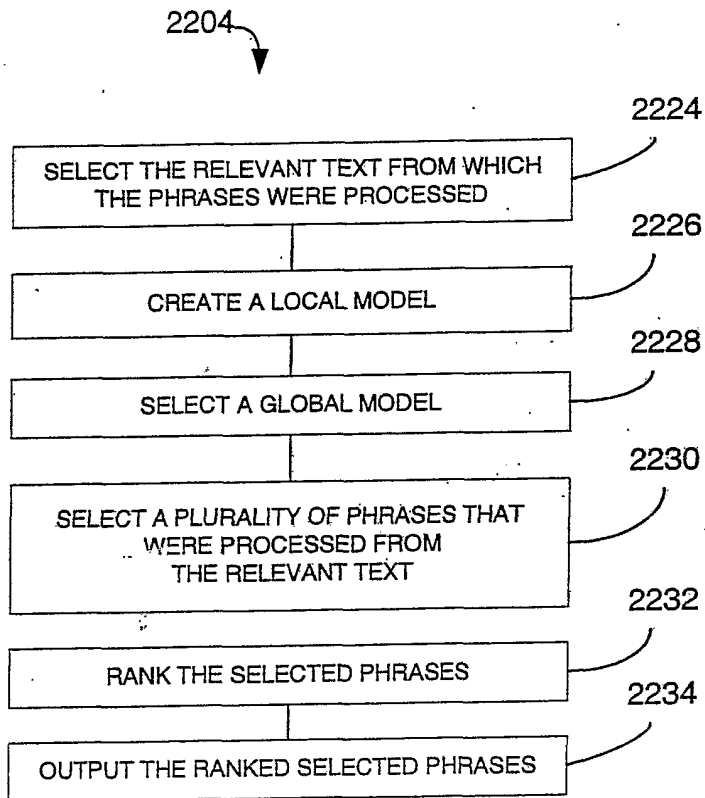 2204
2224
SELECT THE RELEVANT TEXT FROM WHICH
THE PHRASES WERE PROCESSED
2226
CREATE A LOCAL MODEL
2228
SELECT A GLOBAL MODEL
2230
SELECT A PLURALITY OF PHRASES THAT
WERE PROCESSED FROM
THE RELEVANT TEXT
2232
RANK THE SELECTED PHRASES
2234
OUTPUT THE RANKED SELECTED PHRASES